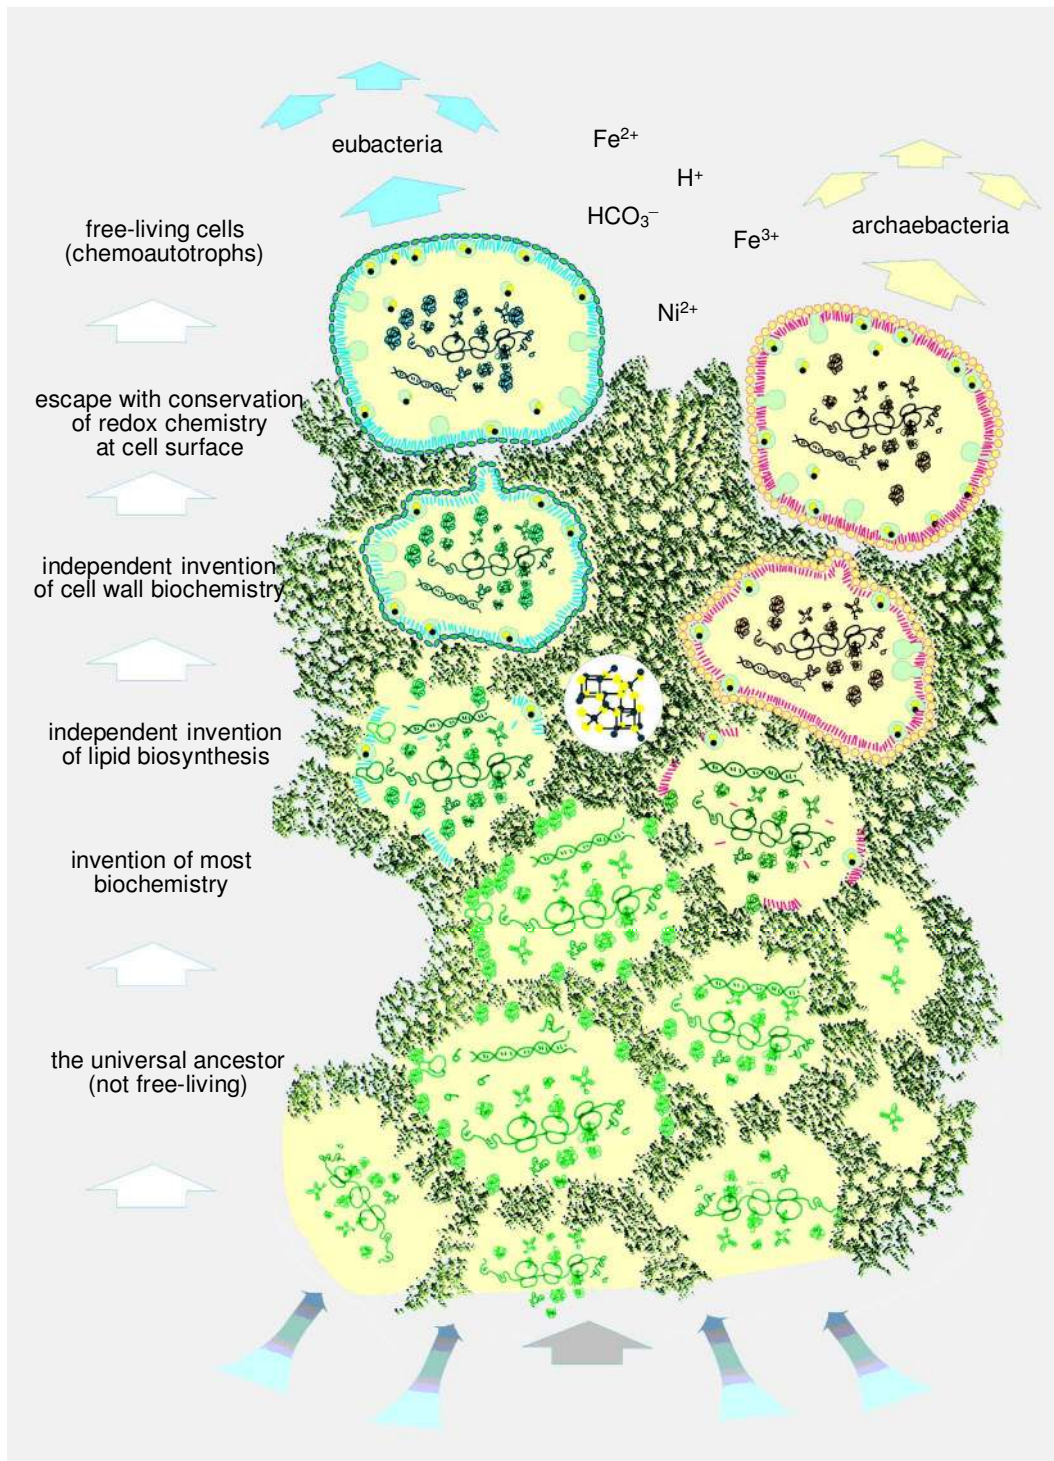 eubacteria
Fe²⁺
H⁺
HCO₃⁻
Fe³⁺
Ni²⁺
archaebacteria
free-living cells
(chemoautotrophs)
escape with conservation
of redox chemistry
at cell surface
independent invention
of cell wall biochemistry
independent invention
of lipid biosynthesis
invention of most
biochemistry
the universal ancestor
(not free-living)